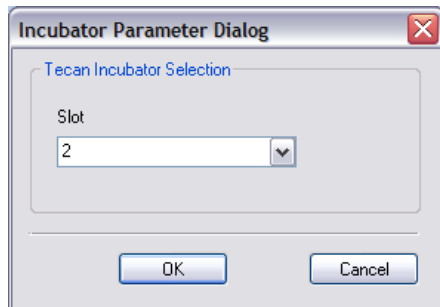 Incubator Parameter Dialog
Tecan Incubator Selection
Slot
2
OK Cancel